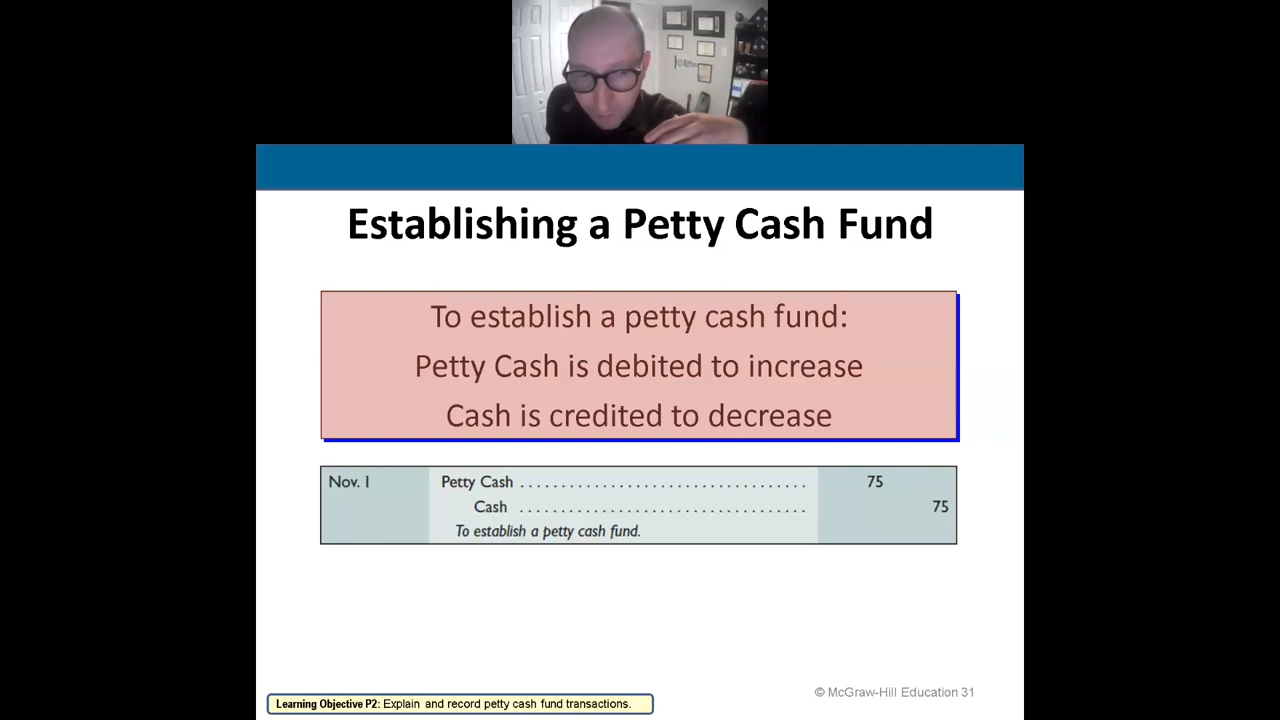 Establishing a Petty Cash Fund
To establish a petty cash fund:
Petty Cash is debited to increase
Cash is credited to decrease
Nov. 1 Petty Cash . . . . . . . . . . . . . . . . . . . . . . . . . . . . . . . . . . . 75
Cash . . . . . . . . . . . . . . . . . . . . . . . . . . . . . . . . . . . 75
To establish a petty cash fund.
© McGraw-Hill Education 31
Learning Objective P2: Explain and record petty cash fund transactions.